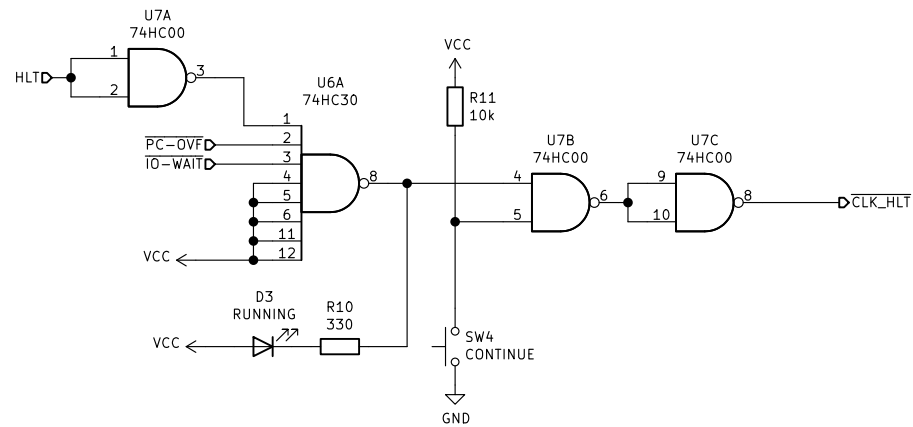 U7A
74HC00
1
2
3
HLT
U6A
74HC30
1
PC-OVF
2
IO-WAIT
3
4
5
6
11
12
8
VCC
VCC
R11
10k
U7B
74HC00
4
5
6
U7C
74HC00
9
10
8
CLK_HLT
D3
RUNNING
R10
330
VCC
SW4
CONTINUE
GND